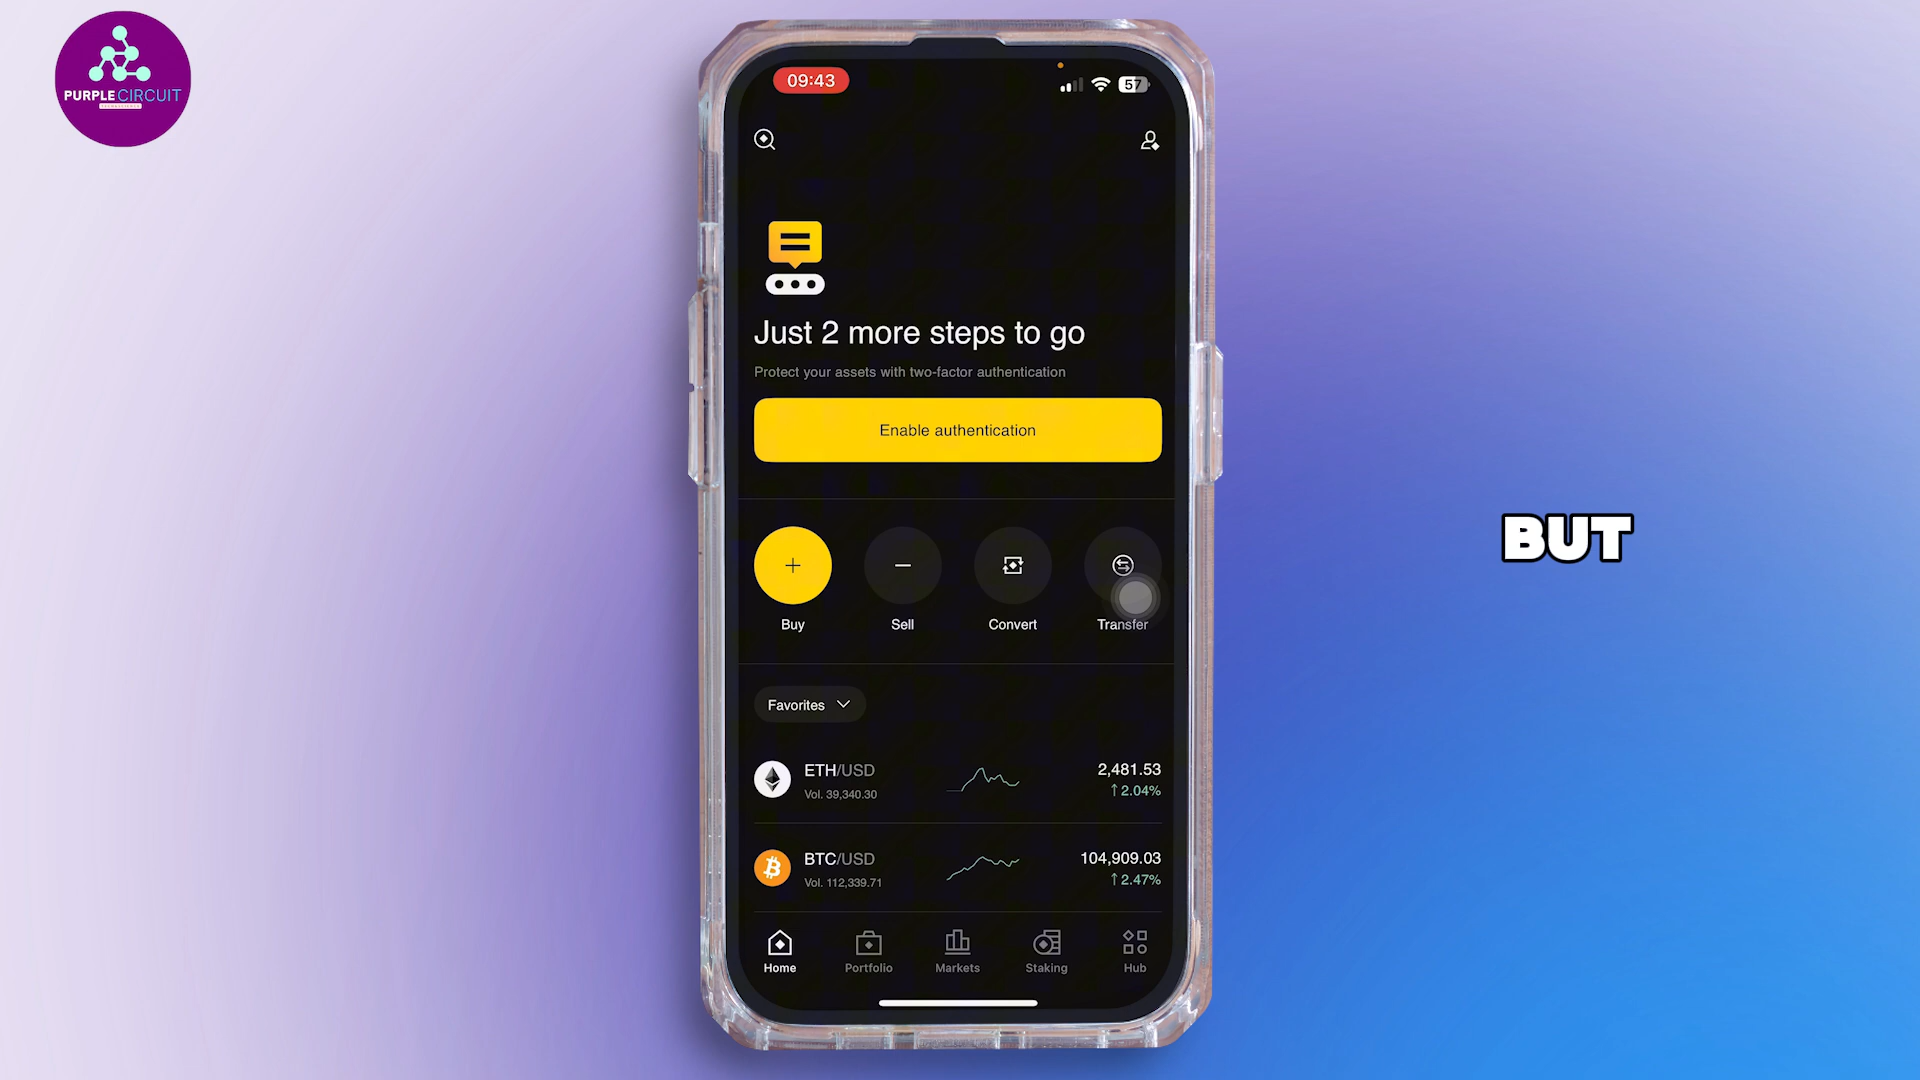 PURPLE CIRCUIT
09:43
57
Just 2 more steps to go
Protect your assets with two-factor authentication
Enable authentication
Buy
Sell
Convert
Transfer
Favorites
ETH/USD
2,481.53
Vol. 39,340.30
↑ 2.04%
BTC/USD
104,909.03
Vol. 112,339.71
↑ 2.47%
Home
Portfolio
Markets
Staking
Hub
BUT